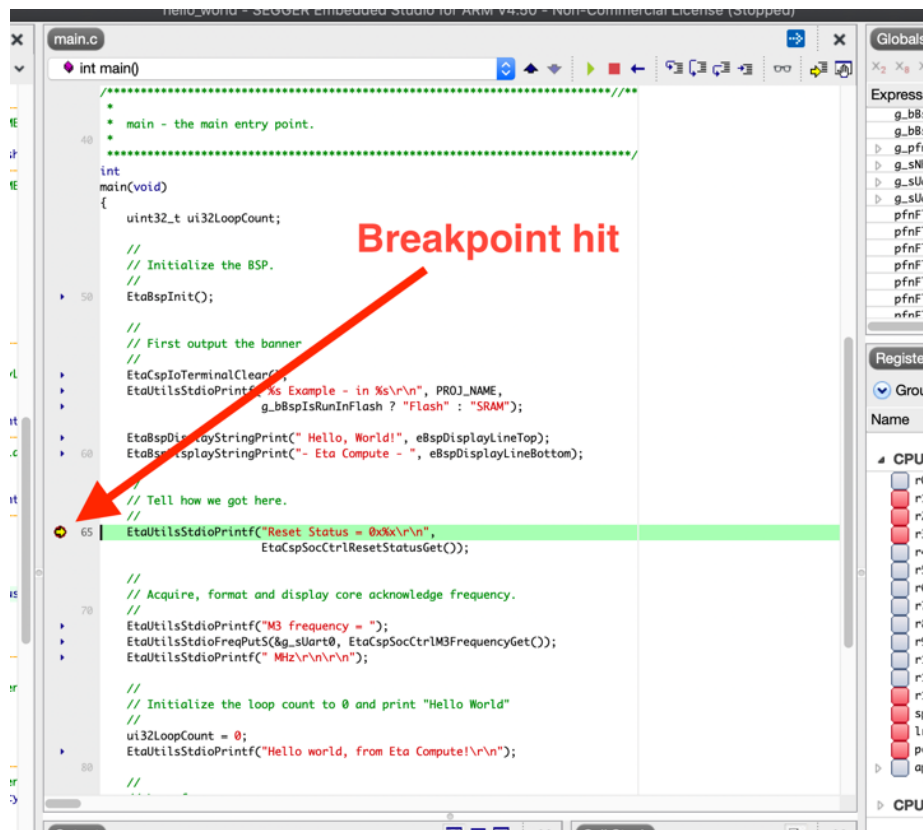 hello_world - SEGGER Embedded Studio for ARM V4.50 - Non-Commercial License (Stopped)
main.c
int main()
/******************************************************************************//**
*
* main - the main entry point.
40 *
******************************************************************************/
int
main(void)
{
uint32_t ui32LoopCount;
Breakpoint hit
//
// Initialize the BSP.
//
50 EtaBspInit();
//
// First output the banner
//
EtaCspIoTerminalClear();
EtaUtilsStdioPrintf("%s Example - in %s\r\n", PROJ_NAME,
g_bBspIsRunInFlash ? "Flash" : "SRAM");
EtaBspDisplayStringPrint(" Hello, World!", eBspDisplayLineTop);
60 EtaBspDisplayStringPrint("- Eta Compute - ", eBspDisplayLineBottom);
//
// Tell how we got here.
//
65 EtaUtilsStdioPrintf("Reset Status = 0x%x\r\n",
EtaCspSocCtrlResetStatusGet());
//
// Acquire, format and display core acknowledge frequency.
70 //
EtaUtilsStdioPrintf("M3 frequency = ");
EtaUtilsStdioFreqPutS(&g_sUart0, EtaCspSocCtrlM3FrequencyGet());
EtaUtilsStdioPrintf(" MHz\r\n\r\n");
//
// Initialize the loop count to 0 and print "Hello World"
//
ui32LoopCount = 0;
EtaUtilsStdioPrintf("Hello world, from Eta Compute!\r\n");
80
//
Globals
Express
g_bBs
g_bBs
g_pfn
pfnF
pfnF
pfnF
pfnF
pfnF
pfnF
Registe
Grou
Name
CPU
CPU